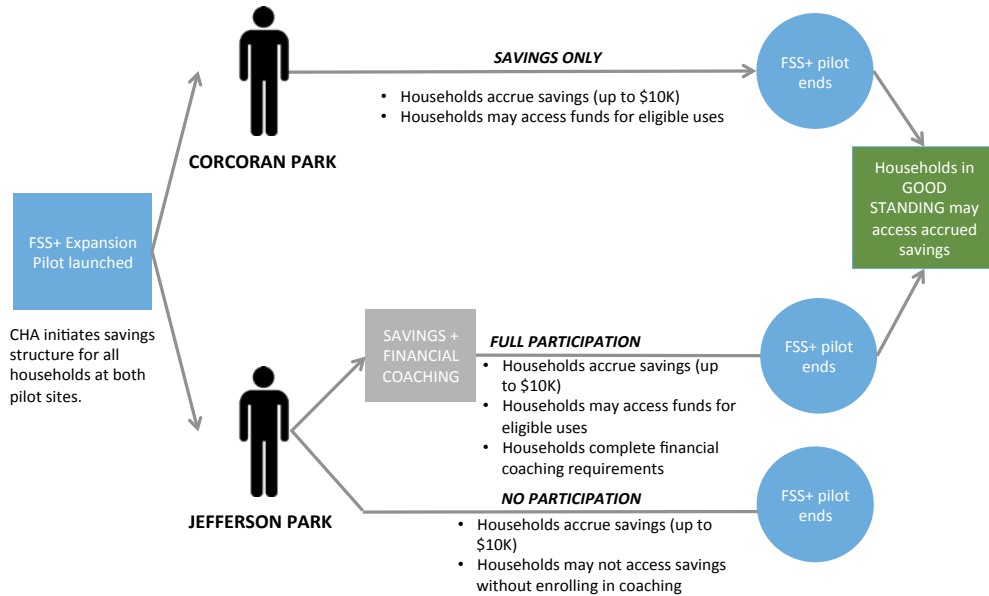 SAVINGS ONLY
• Households accrue savings (up to $10K)
• Households may access funds for eligible uses
FSS+ pilot
ends
CORCORAN PARK
Households in
GOOD
STANDING may
access accrued
savings
FSS+ Expansion
Pilot launched
CHA initiates savings
structure for all
households at both
pilot sites.
SAVINGS +
FINANCIAL
COACHING
FULL PARTICIPATION
• Households accrue savings (up
to $10K)
• Households may access funds for
eligible uses
• Households complete financial
coaching requirements
FSS+ pilot
ends
JEFFERSON PARK
NO PARTICIPATION
• Households accrue savings (up to
$10K)
• Households may not access savings
without enrolling in coaching
FSS+ pilot
ends